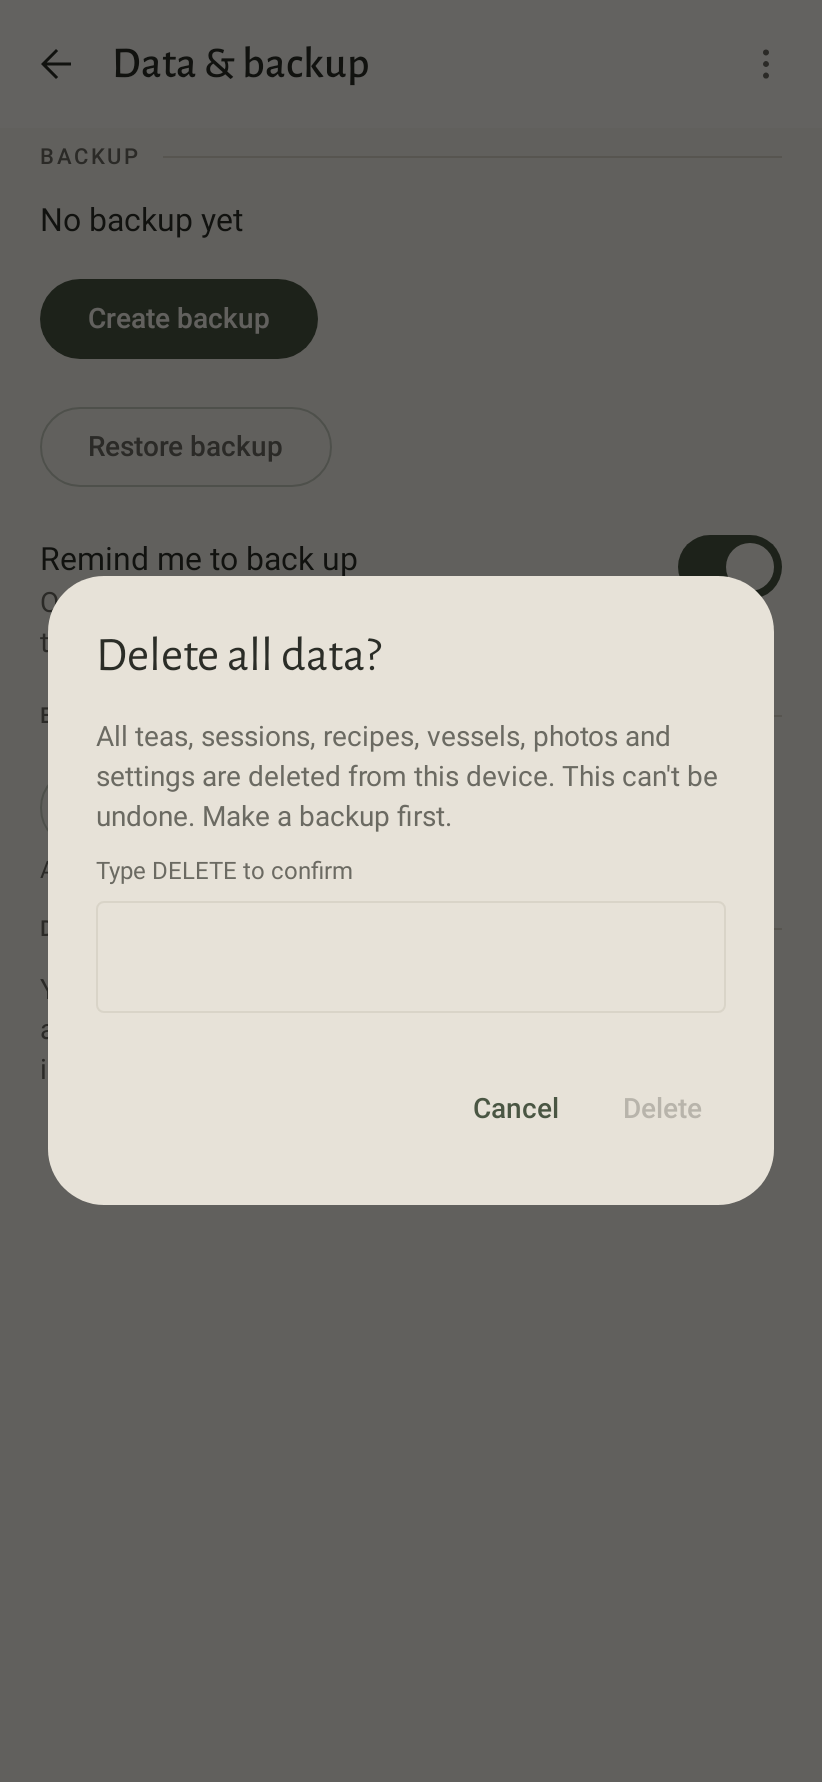 Data & backup
BACKUP
No backup yet
Create backup
Restore backup
Remind me to back up
Delete all data?
All teas, sessions, recipes, vessels, photos and
settings are deleted from this device. This can't be
undone. Make a backup first.
Type DELETE to confirm
Cancel
Delete